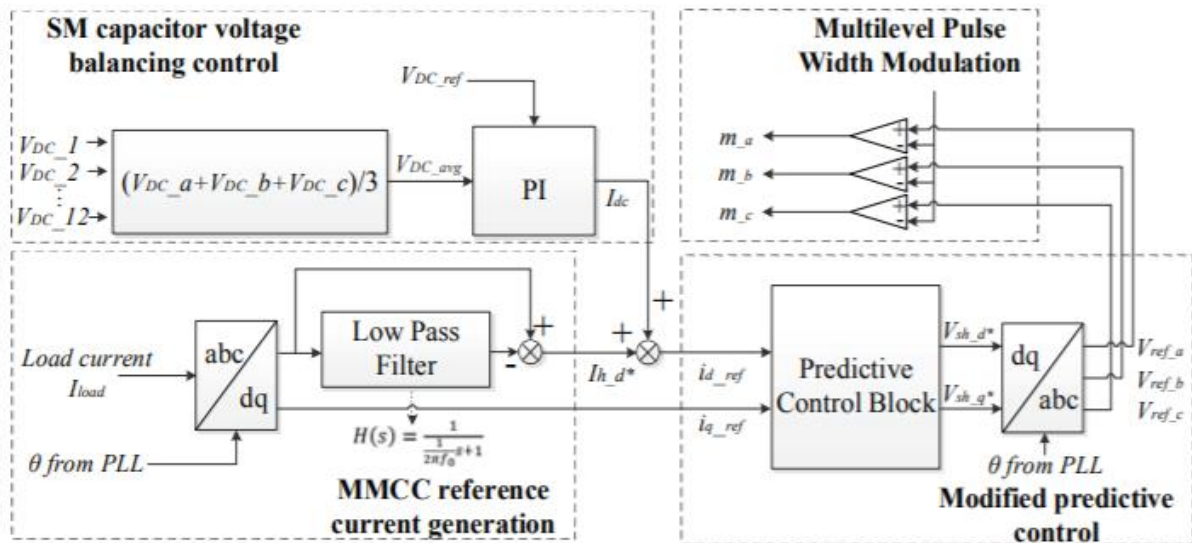 SM capacitor voltage
balancing control
V_DC_ref
V_DC_1
V_DC_2
⋮
V_DC_12
(V_DC_a+V_DC_b+V_DC_c)/3
V_DC_avg
PI
I_dc
Multilevel Pulse
Width Modulation
m_a
+
-
m_b
+
-
m_c
+
-
Load current
I_load
abc
dq
θ from PLL
Low Pass
Filter
+
-
H(s) = 1/((1/(2πf_0))s+1)
I_h_d*
+
+
MMCC reference
current generation
i_d_ref
i_q_ref
Predictive
Control Block
V_sh_d*
V_sh_q*
dq
abc
V_ref_a
V_ref_b
V_ref_c
θ from PLL
Modified predictive
control